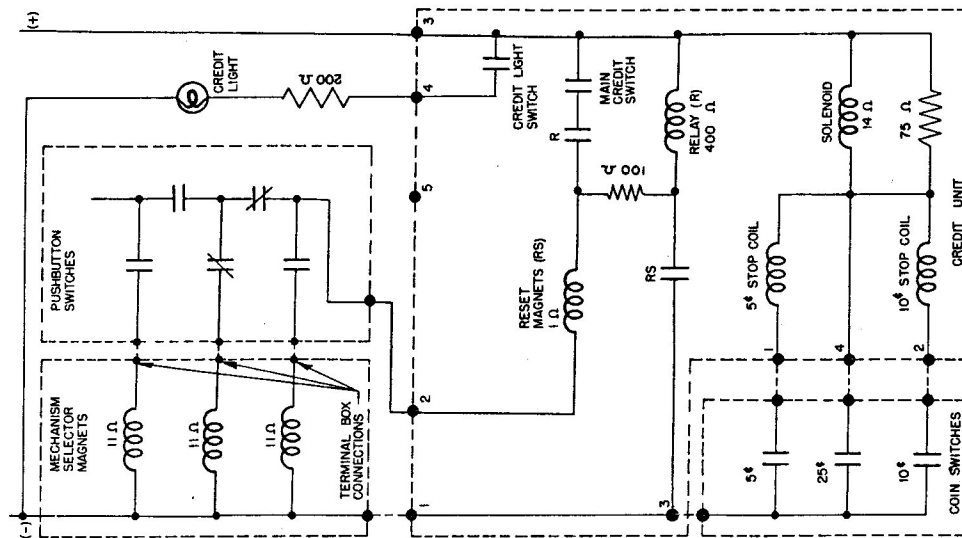 (-)
(+)
MECHANISM
SELECTOR
MAGNETS
11 Ω
11 Ω
11 Ω
TERMINAL BOX
CONNECTIONS
PUSHBUTTON
SWITCHES
CREDIT
LIGHT
200 Ω
1
2
5
4
3
CREDIT LIGHT
SWITCH
RESET
MAGNETS (RS)
1 Ω
R
MAIN
CREDIT
SWITCH
100 Ω
RELAY (R)
400 Ω
RS
3
5¢
25¢
10¢
COIN SWITCHES
1
4
2
5¢ STOP COIL
10¢ STOP COIL
SOLENOID
14 Ω
75 Ω
CREDIT UNIT